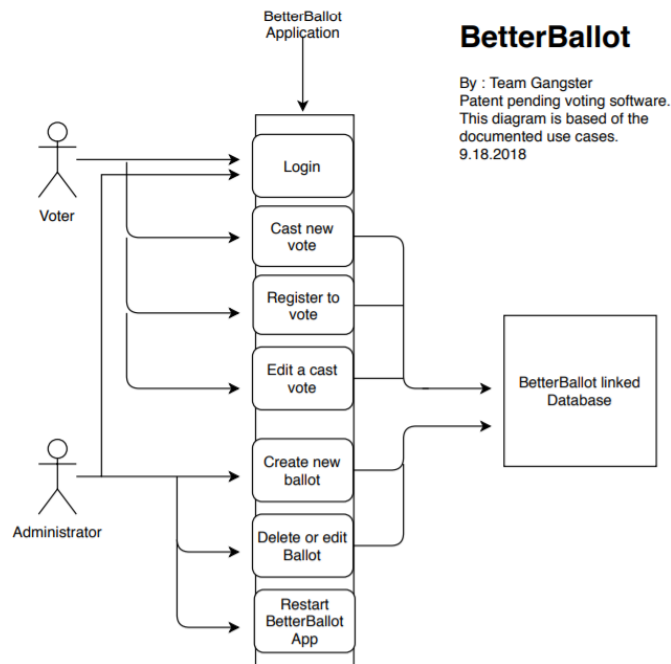 BetterBallot
Application
BetterBallot
By : Team Gangster
Patent pending voting software.
This diagram is based of the
documented use cases.
9.18.2018
Voter
Login
Cast new
vote
Register to
vote
Edit a cast
vote
BetterBallot linked
Database
Administrator
Create new
ballot
Delete or edit
Ballot
Restart
BetterBallot
App